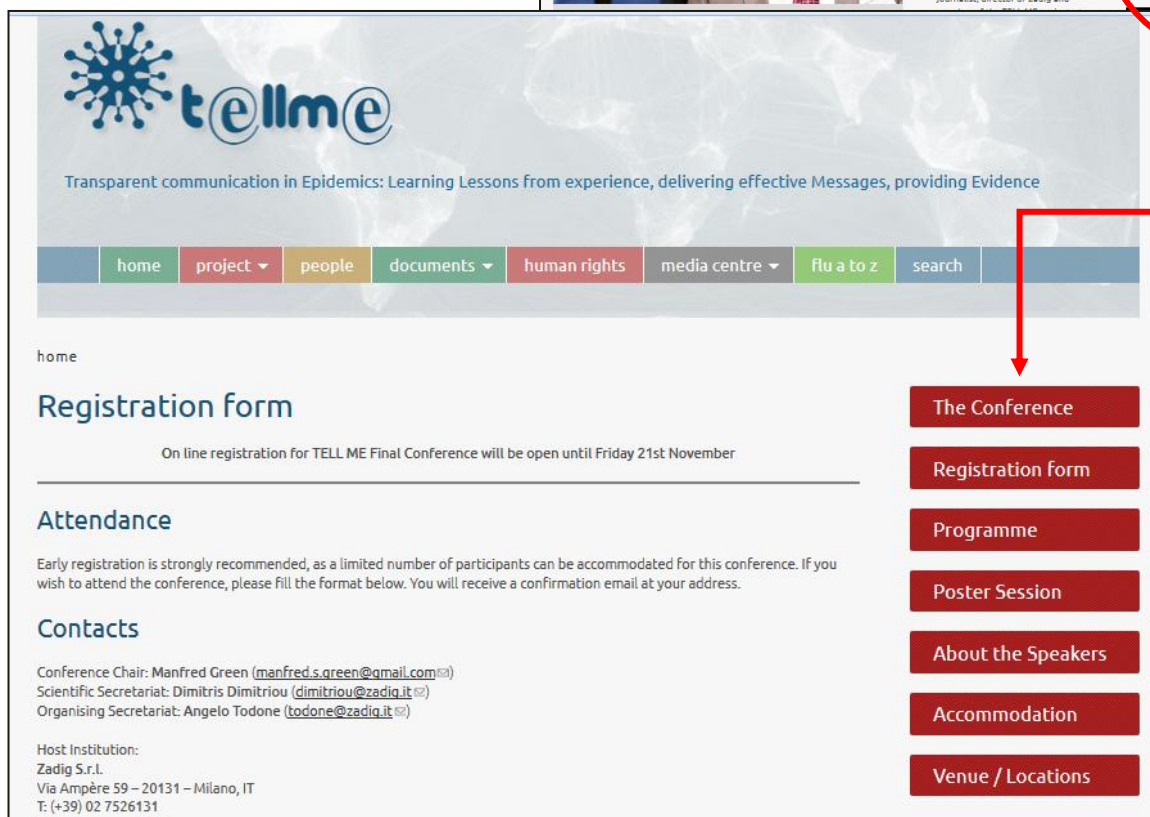 journalist, director of Zadig and
tellme
Transparent communication in Epidemics: Learning Lessons from experience, delivering effective Messages, providing Evidence
home project people documents human rights media centre flu a to z search
home
Registration form
On line registration for TELL ME Final Conference will be open until Friday 21st November
Attendance
Early registration is strongly recommended, as a limited number of participants can be accommodated for this conference. If you
wish to attend the conference, please fill the format below. You will receive a confirmation email at your address.
Contacts
Conference Chair: Manfred Green (manfred.s.green@gmail.com)
Scientific Secretariat: Dimitris Dimitriou (dimitriou@zadig.it)
Organising Secretariat: Angelo Todone (todone@zadig.it)
Host Institution:
Zadig S.r.l.
Via Ampère 59 – 20131 – Milano, IT
T: (+39) 02 7526131
The Conference
Registration form
Programme
Poster Session
About the Speakers
Accommodation
Venue / Locations